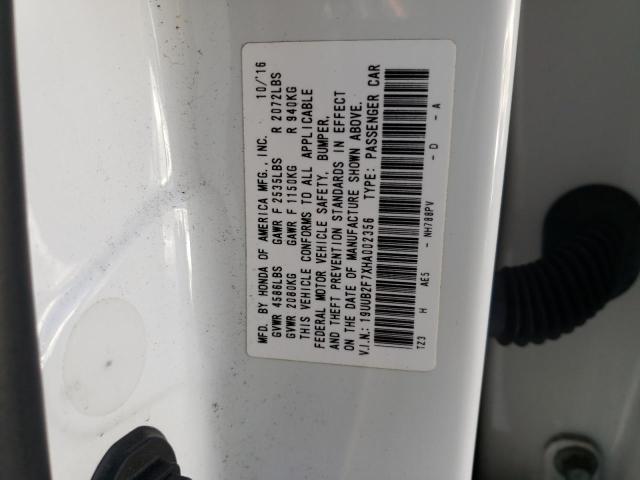 MFD. BY HONDA OF AMERICA MFG., INC. 10/16
GVWR 4586LBS GAWR F 2535LBS R 2072LBS
GVWR 2080KG GAWR F 1150KG R 940KG
THIS VEHICLE CONFORMS TO ALL APPLICABLE
FEDERAL MOTOR VEHICLE SAFETY, BUMPER,
AND THEFT PREVENTION STANDARDS IN EFFECT
ON THE DATE OF MANUFACTURE SHOWN ABOVE.
V.I.N.: 19UUB2F7XHA002356 TYPE: PASSENGER CAR
TZ3 H AE5 - NH788PV - D - A